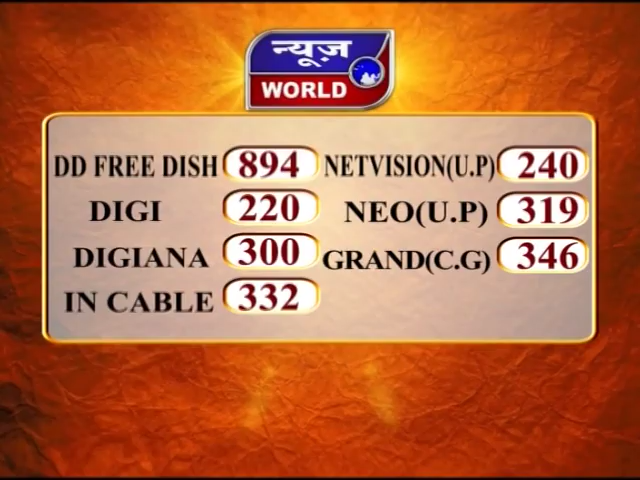 न्यूज़
WORLD
DD FREE DISH 894 NETVISION(U.P) 240
DIGI 220 NEO(U.P) 319
DIGIANA 300 GRAND(C.G) 346
IN CABLE 332